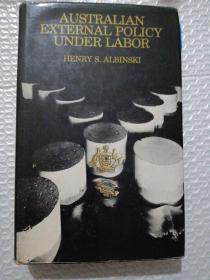 AUSTRALIAN
EXTERNAL POLICY
UNDER LABOR
HENRY S. ALBINSKI